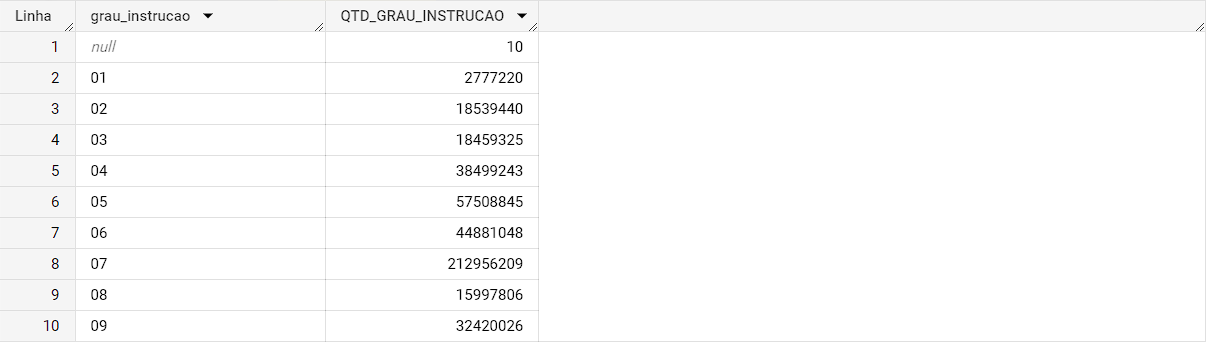 Linha grau_instrucao QTD_GRAU_INSTRUCAO
1 null 10
2 01 2777220
3 02 18539440
4 03 18459325
5 04 38499243
6 05 57508845
7 06 44881048
8 07 212956209
9 08 15997806
10 09 32420026